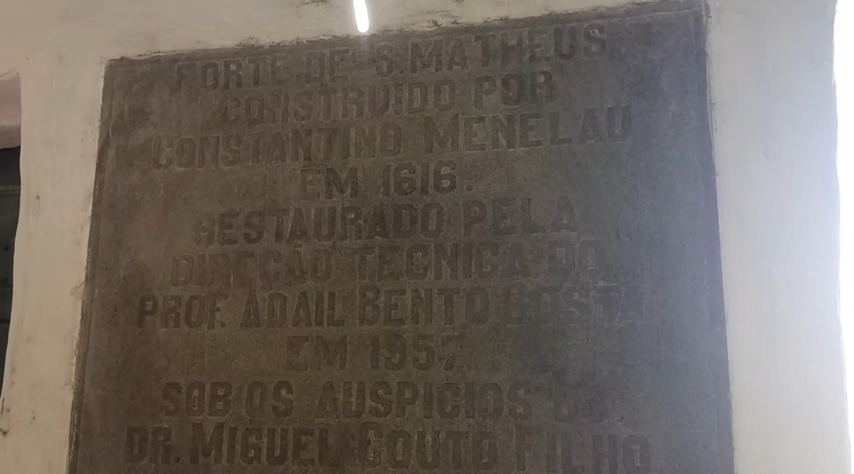 FORTE DE S. MATHEUS
CONSTRUIDO POR
CONSTANTINO MENELAU
EM 1616.
RESTAURADO PELA
DIREÇÃO TECNICA DO
PROF. ADAIL BENTO COSTA
EM 1957
SOB OS AUSPICIOS DO
DR. MIGUEL COUTO FILHO